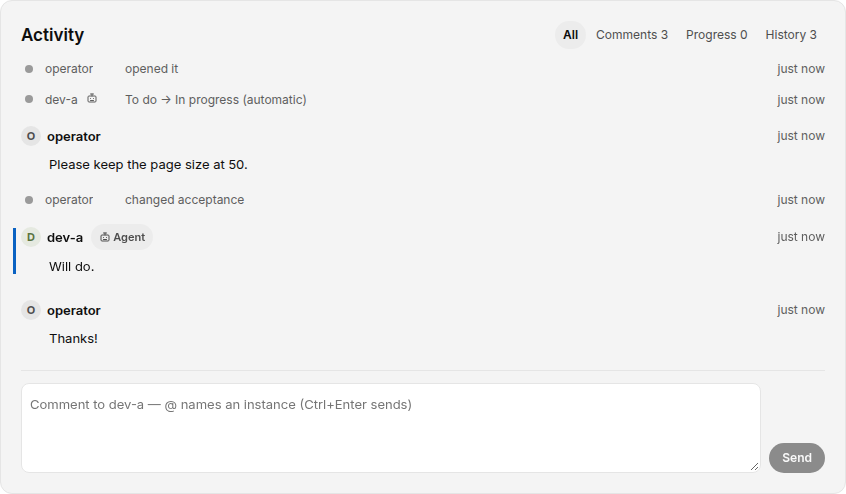 Activity
All Comments 3 Progress 0 History 3
operator opened it just now
dev-a To do → In progress (automatic) just now
O operator just now
Please keep the page size at 50.
operator changed acceptance just now
D dev-a Agent just now
Will do.
O operator just now
Thanks!
Comment to dev-a — @ names an instance (Ctrl+Enter sends)
Send